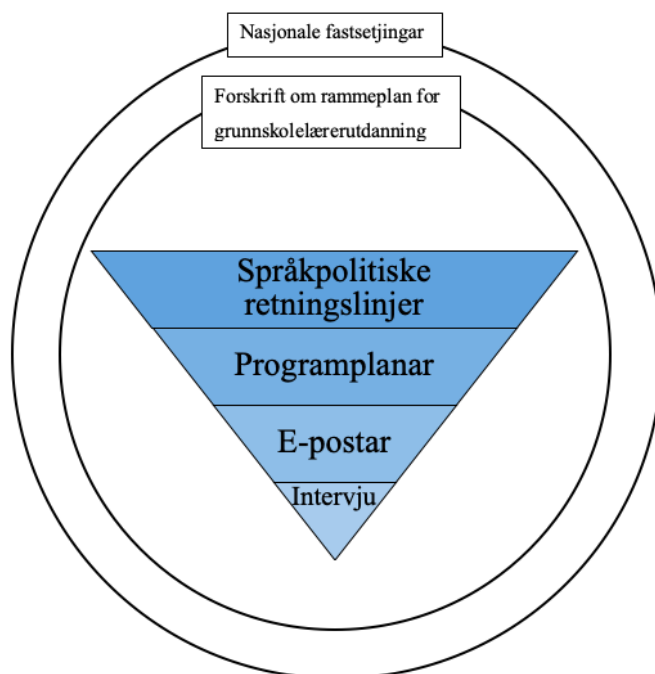 Nasjonale fastsetjingar
Forskrift om rammeplan for
grunnskolelærerutdanning
Språkpolitiske
retningslinjer
Programplanar
E-postar
Intervju